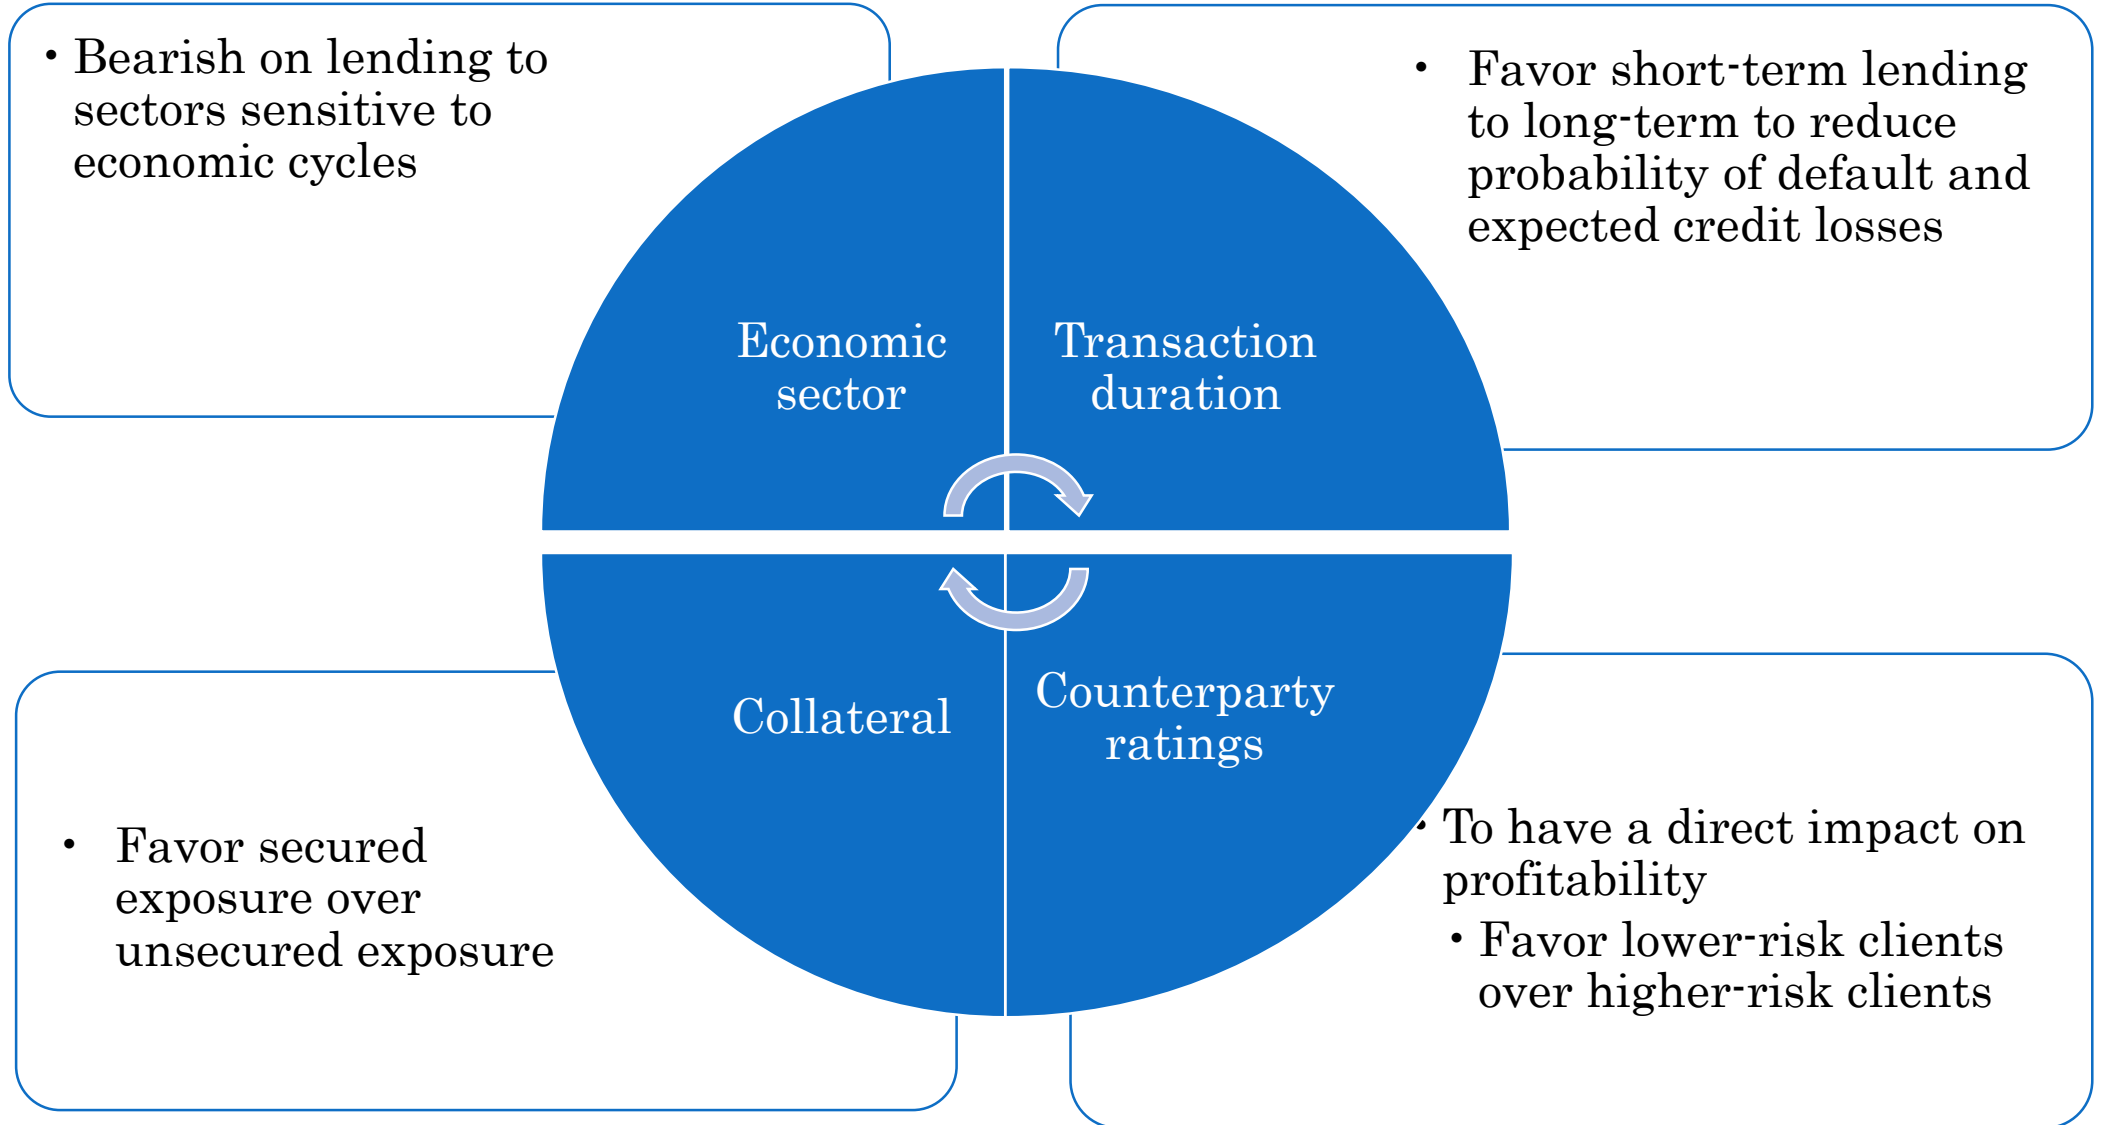 • Bearish on lending to
sectors sensitive to
economic cycles
• Favor short-term lending
to long-term to reduce
probability of default and
expected credit losses
Economic
sector
Transaction
duration
Collateral
Counterparty
ratings
• Favor secured
exposure over
unsecured exposure
• To have a direct impact on
profitability
• Favor lower-risk clients
over higher-risk clients